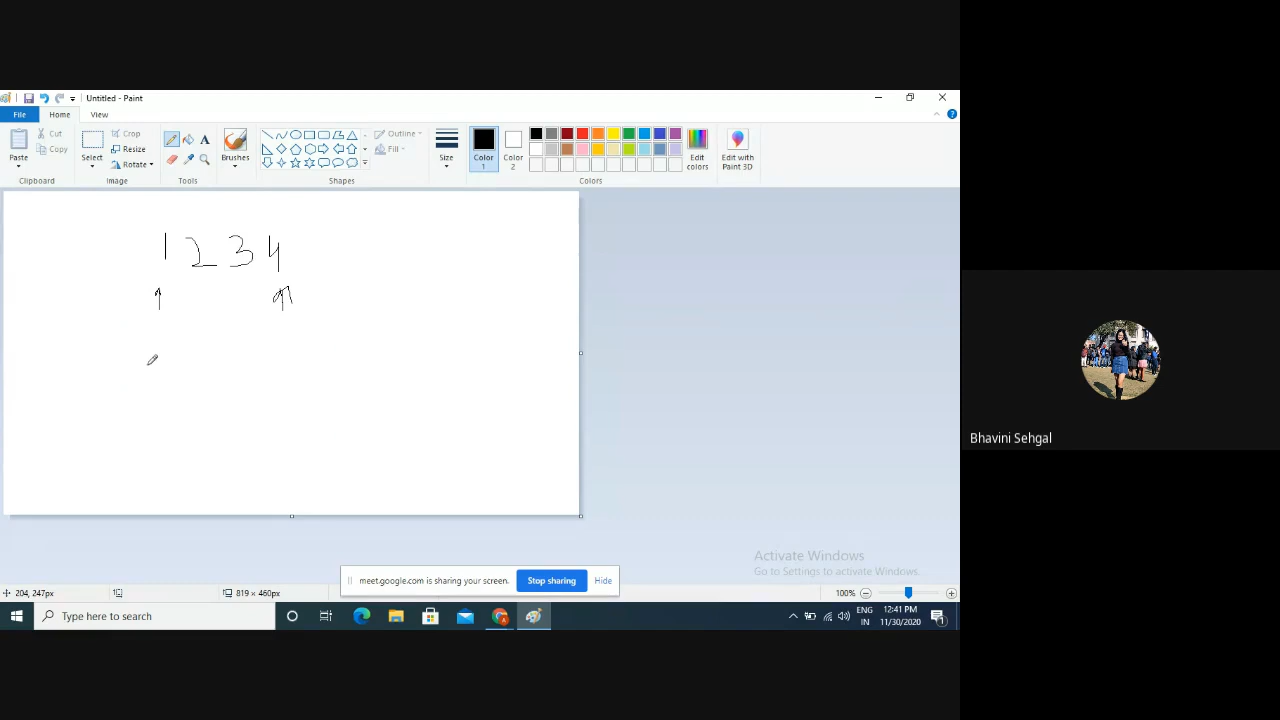 Untitled - Paint
File Home View
Paste
Cut
Copy
Clipboard
Select
Crop
Resize
Rotate
Image
Tools
Brushes
Shapes
Outline
Fill
Size
Color 1
Color 2
Colors
Edit colors
Edit with Paint 3D
1 2 3 4
Bhavini Sehgal
Activate Windows
Go to Settings to activate Windows.
meet.google.com is sharing your screen. Stop sharing Hide
204, 247px 819 × 460px 100%
Type here to search
ENG
IN
12:41 PM
11/30/2020
1